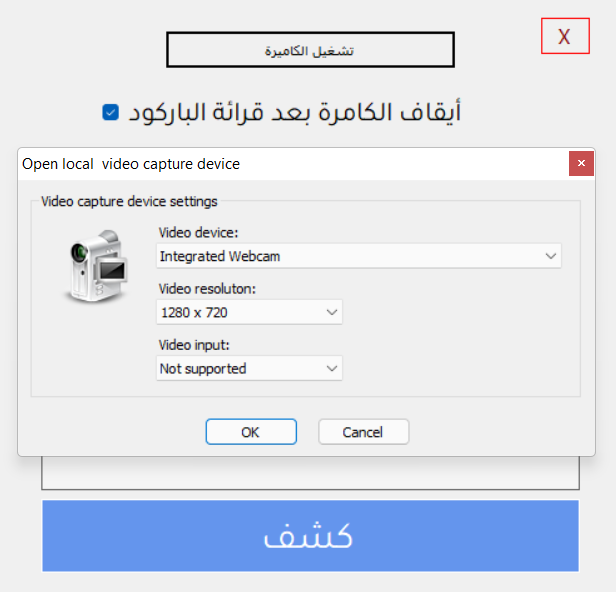 X
تشغيل الكاميرة
أيقاف الكامرة بعد قرائة الباركود
Open local  video capture device
Video capture device settings
Video device:
Integrated Webcam
Video resoluton:
1280 x 720
Video input:
Not supported
OK
Cancel
كشف